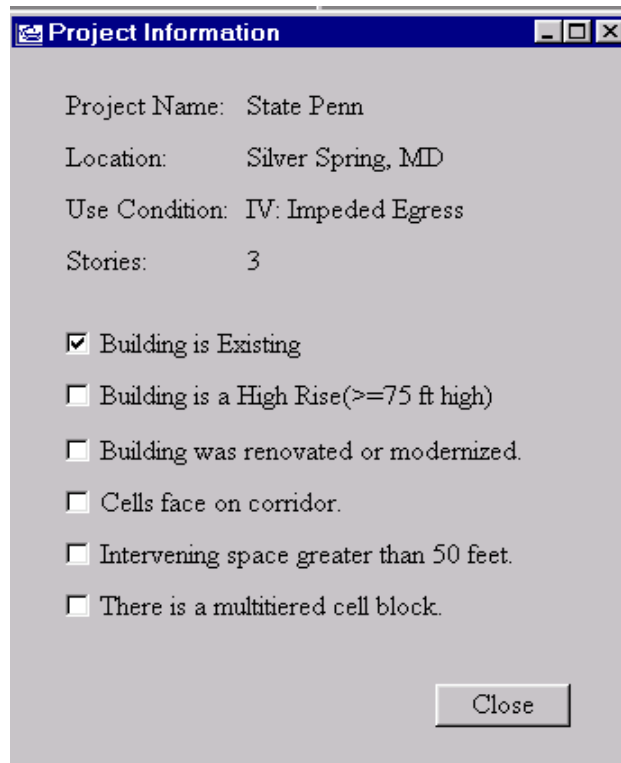 Project Information
Project Name: State Penn
Location: Silver Spring, MD
Use Condition: IV: Impeded Egress
Stories: 3
Building is Existing
Building is a High Rise(>=75 ft high)
Building was renovated or modernized.
Cells face on corridor.
Intervening space greater than 50 feet.
There is a multitiered cell block.
Close